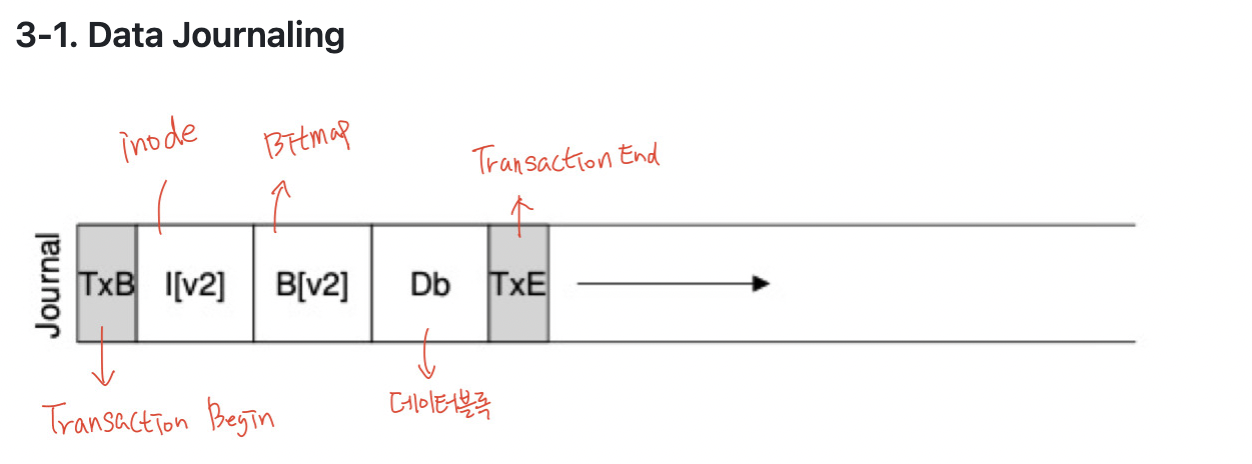 3-1. Data Journaling
inode
Bitmap
Transaction End
Journal
TxB I[v2] B[v2] Db TxE
Transaction Begin
데이터블록